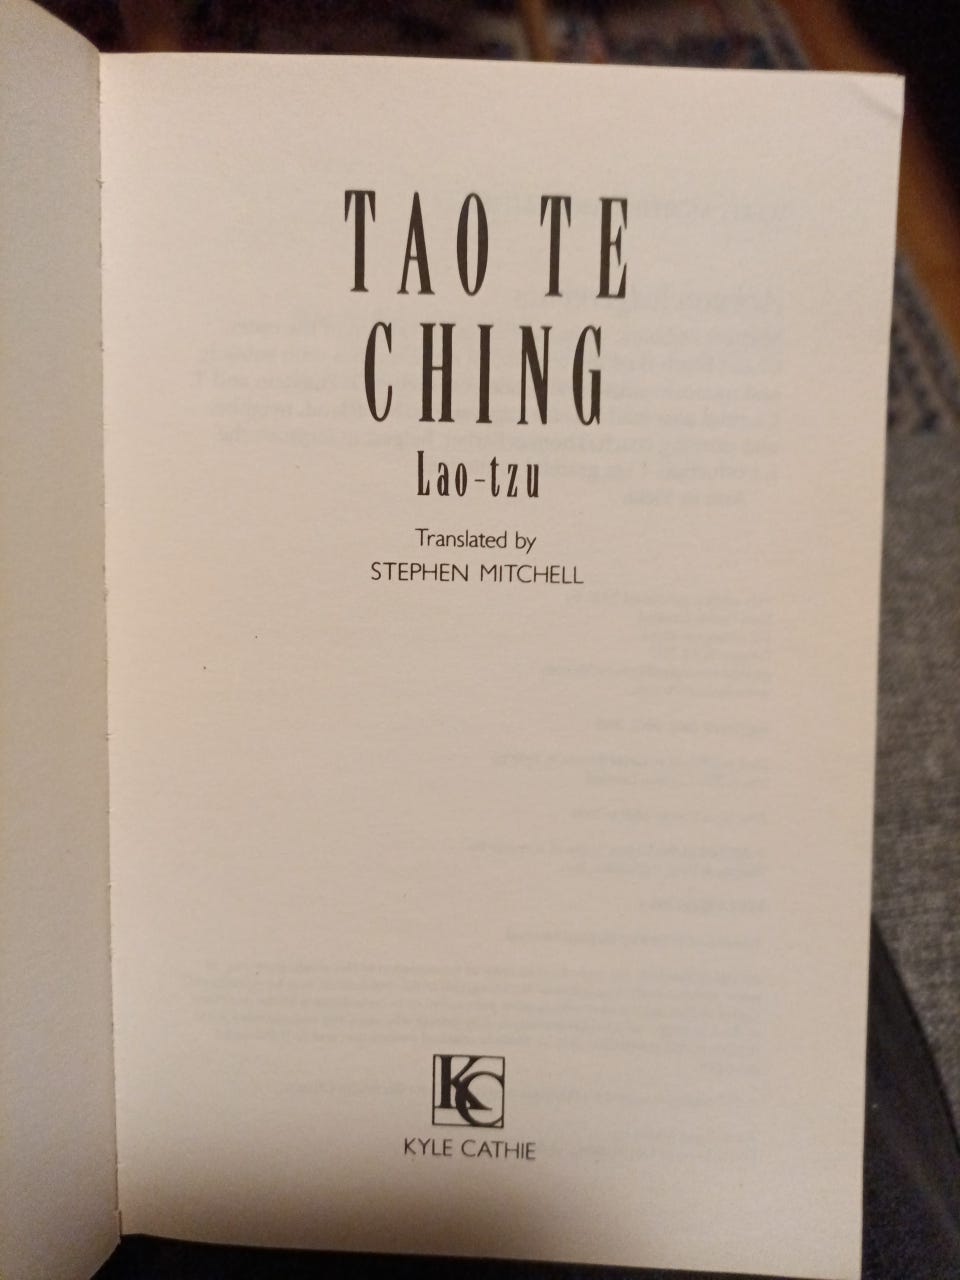 TAO TE
CHING
Lao-tzu
Translated by
STEPHEN MITCHELL
KC
KYLE CATHIE